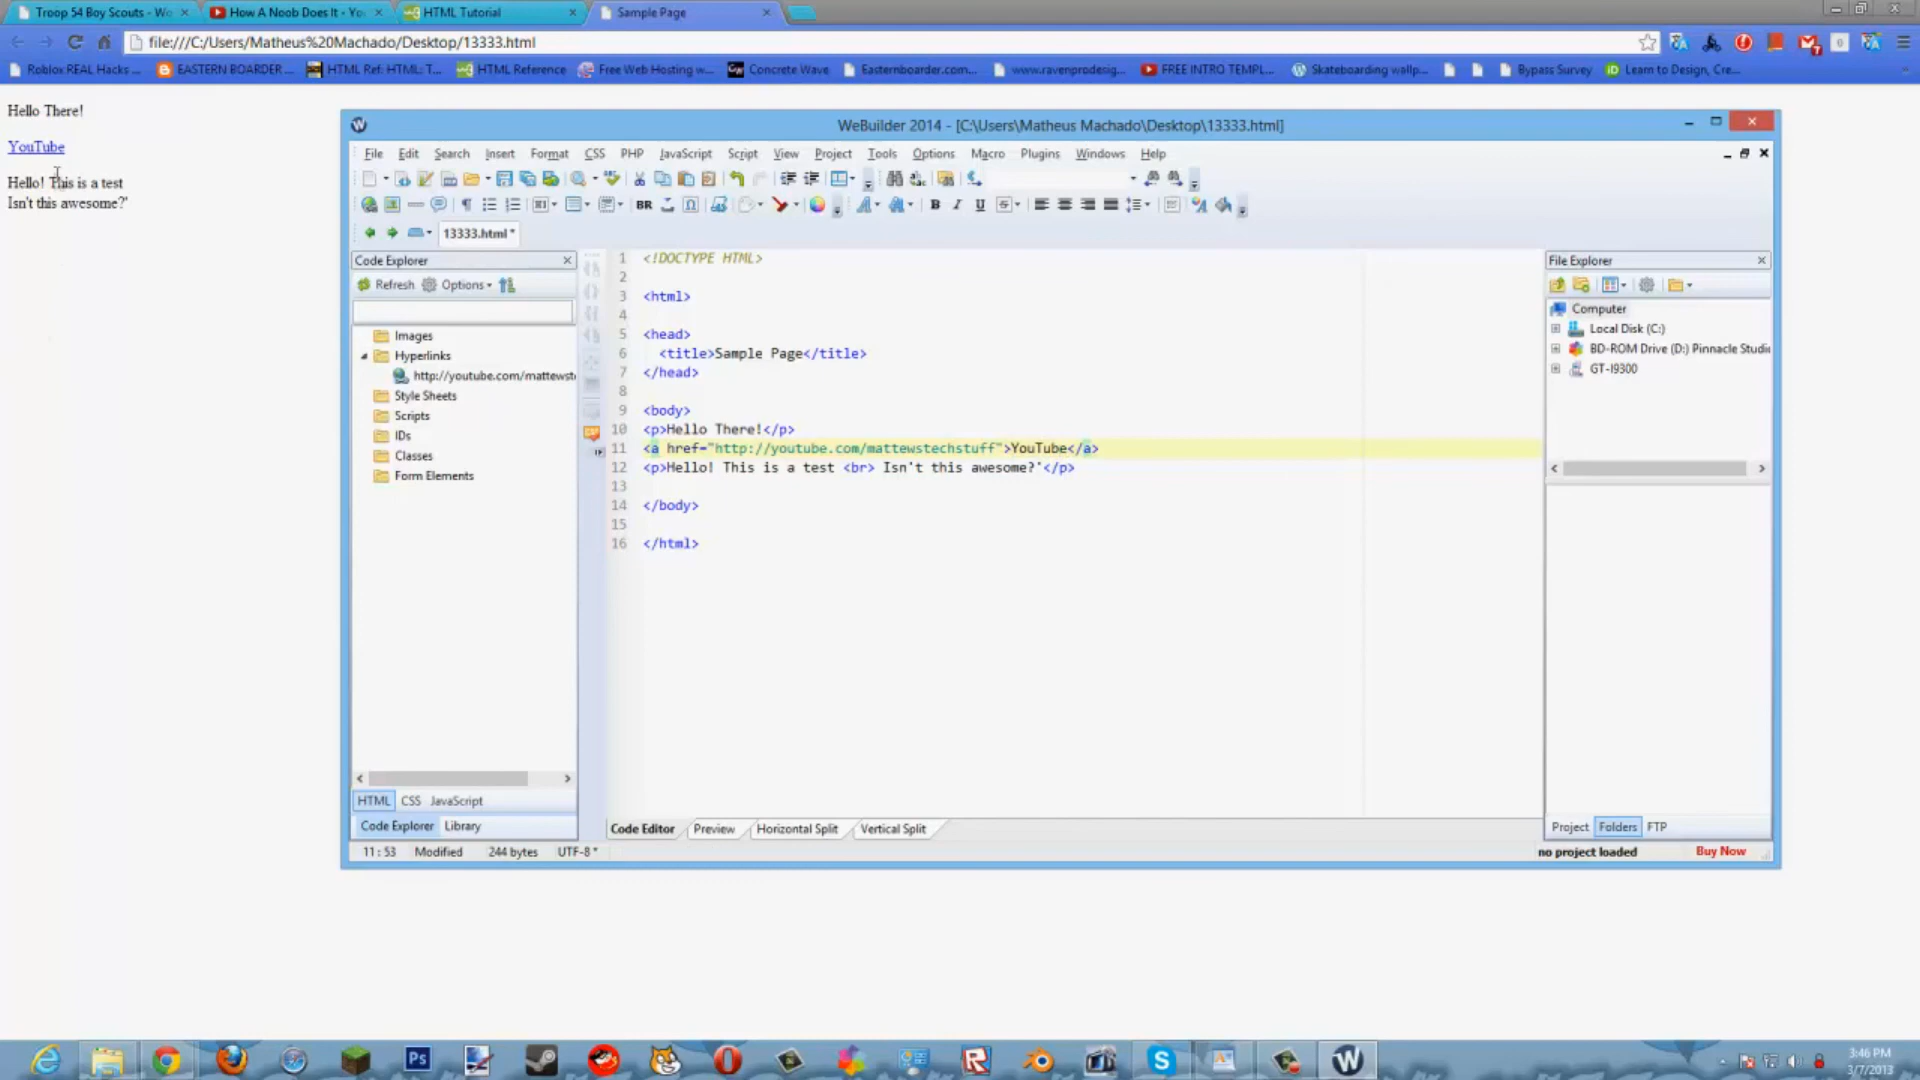 Troop 54 Boy Scouts - We
How A Noob Does It - Yo
HTML Tutorial
Sample Page
file:///C:/Users/Matheus%20Machado/Desktop/13333.html
Roblox REAL Hacks ...
EASTERN BOARDER ...
HTML Ref: HTML: T...
HTML Reference
Free Web Hosting w...
Concrete Wave
Easternboarder.com...
www.ravenprodesig...
FREE INTRO TEMPL...
Skateboarding wallp...
Bypass Survey
Learn to Design, Cre...
Hello There!
YouTube
Hello! This is a test
Isn't this awesome?'
WeBuilder 2014 - [C:\Users\Matheus Machado\Desktop\13333.html]
File Edit Search Insert Format CSS PHP JavaScript Script View Project Tools Options Macro Plugins Windows Help
BR B I U
13333.html *
Code Explorer
Refresh Options
Images
Hyperlinks
http://youtube.com/mattewste
Style Sheets
Scripts
IDs
Classes
Form Elements
HTML CSS JavaScript
Code Explorer Library
1 <!DOCTYPE HTML>
2
3 <html>
4
5 <head>
6 <title>Sample Page</title>
7 </head>
8
9 <body>
10 <p>Hello There!</p>
11 <a href="http://youtube.com/mattewstechstuff">YouTube</a>
12 <p>Hello! This is a test <br> Isn't this awesome?'</p>
13
14 </body>
15
16 </html>
File Explorer
Computer
Local Disk (C:)
BD-ROM Drive (D:) Pinnacle Studi
GT-I9300
Code Editor Preview Horizontal Split Vertical Split
Project Folders FTP
11 : 53 Modified 244 bytes UTF-8 *
no project loaded Buy Now
Ps
3:46 PM
3/7/2013